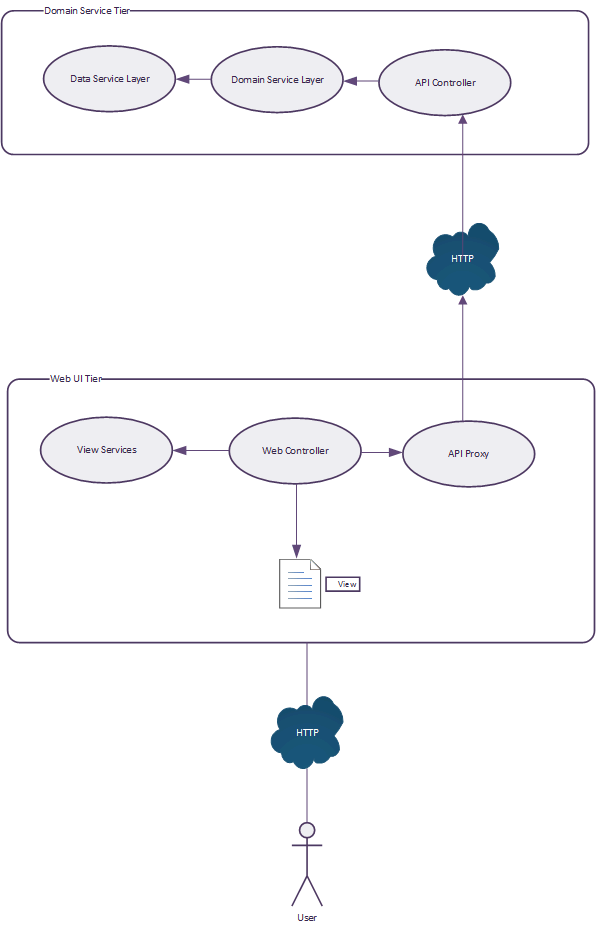 Domain Service Tier
Data Service Layer
Domain Service Layer
API Controller
HTTP
Web UI Tier
View Services
Web Controller
API Proxy
View
HTTP
User